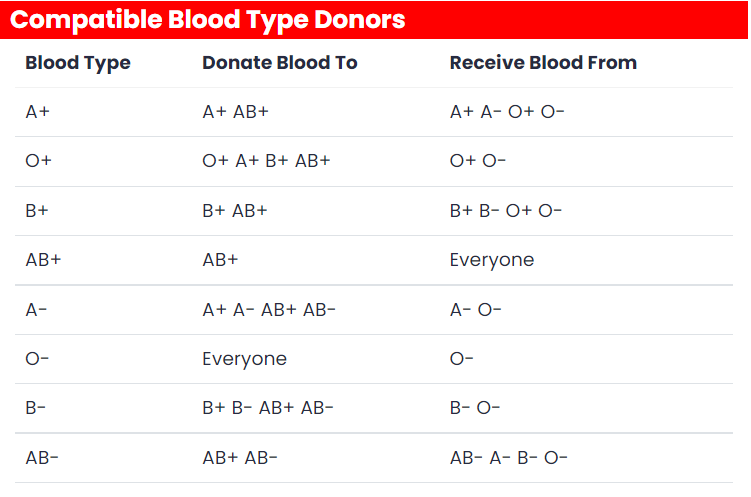 Compatible Blood Type Donors
Blood Type Donate Blood To Receive Blood From
A+ A+ AB+ A+ A- O+ O-
O+ O+ A+ B+ AB+ O+ O-
B+ B+ AB+ B+ B- O+ O-
AB+ AB+ Everyone
A- A+ A- AB+ AB- A- O-
O- Everyone O-
B- B+ B- AB+ AB- B- O-
AB- AB+ AB- AB- A- B- O-